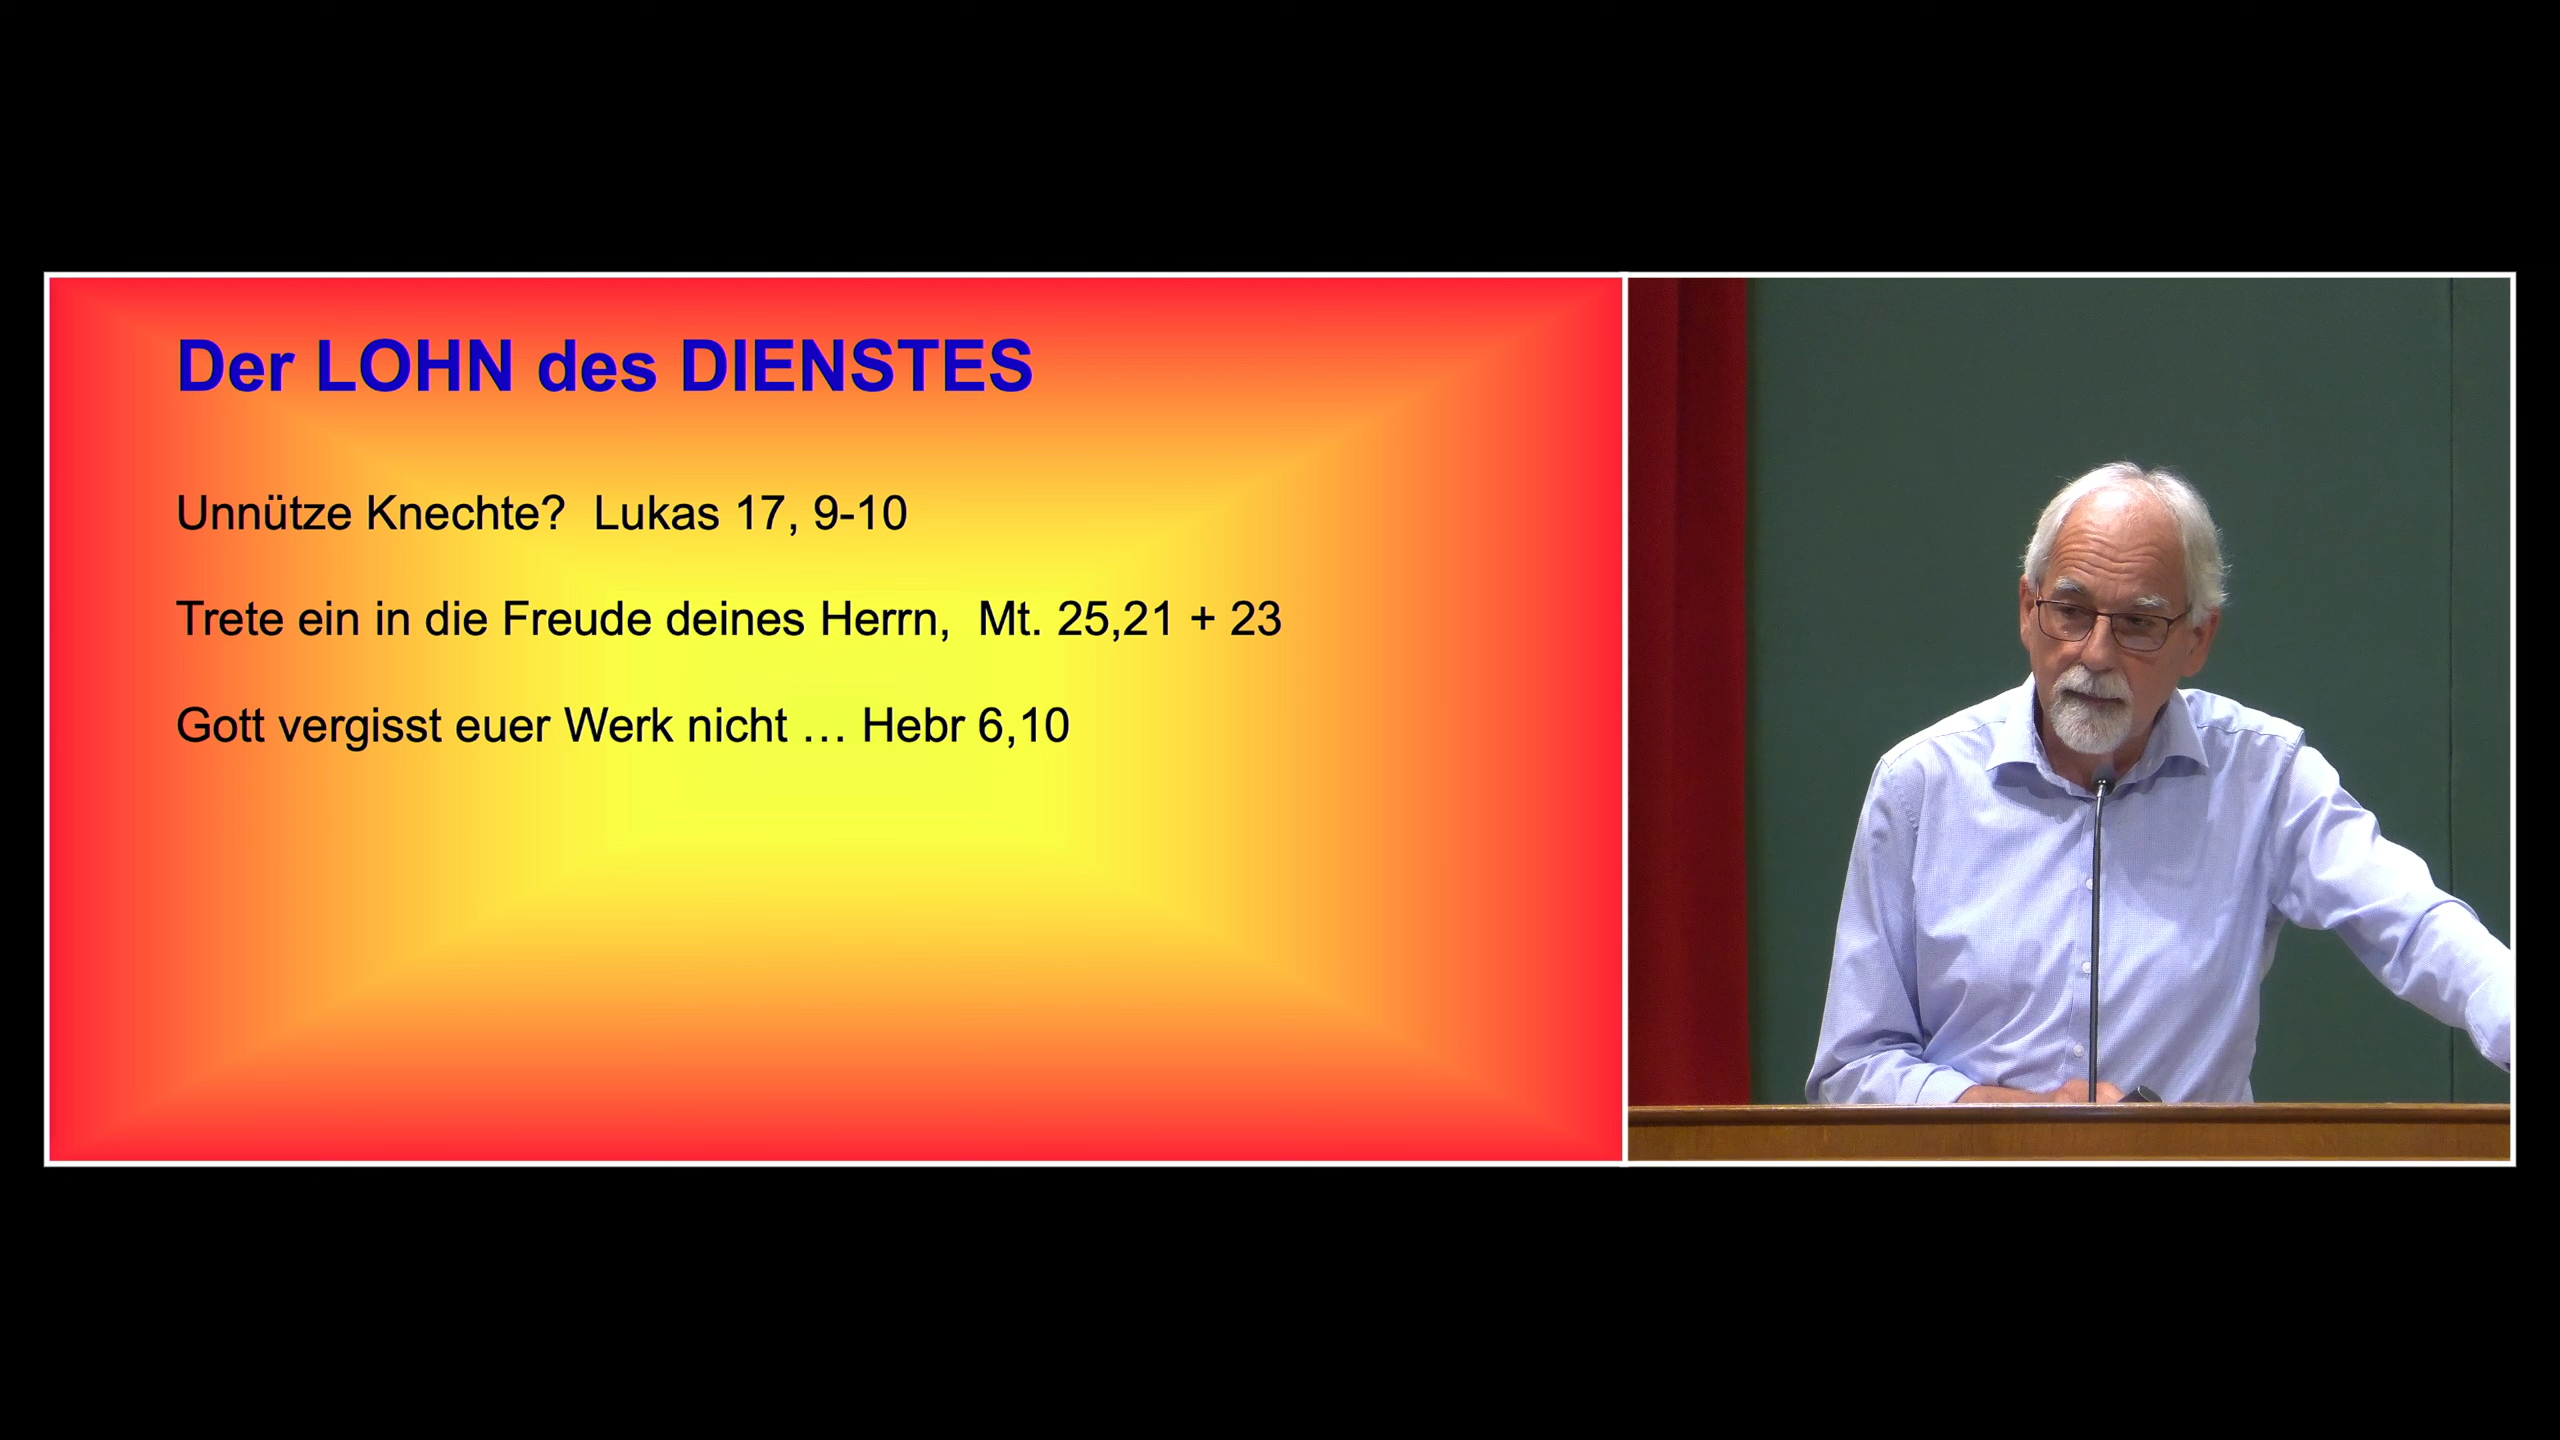 Der LOHN des DIENSTES
Unnütze Knechte?  Lukas 17, 9-10
Trete ein in die Freude deines Herrn,  Mt. 25,21 + 23
Gott vergisst euer Werk nicht … Hebr 6,10